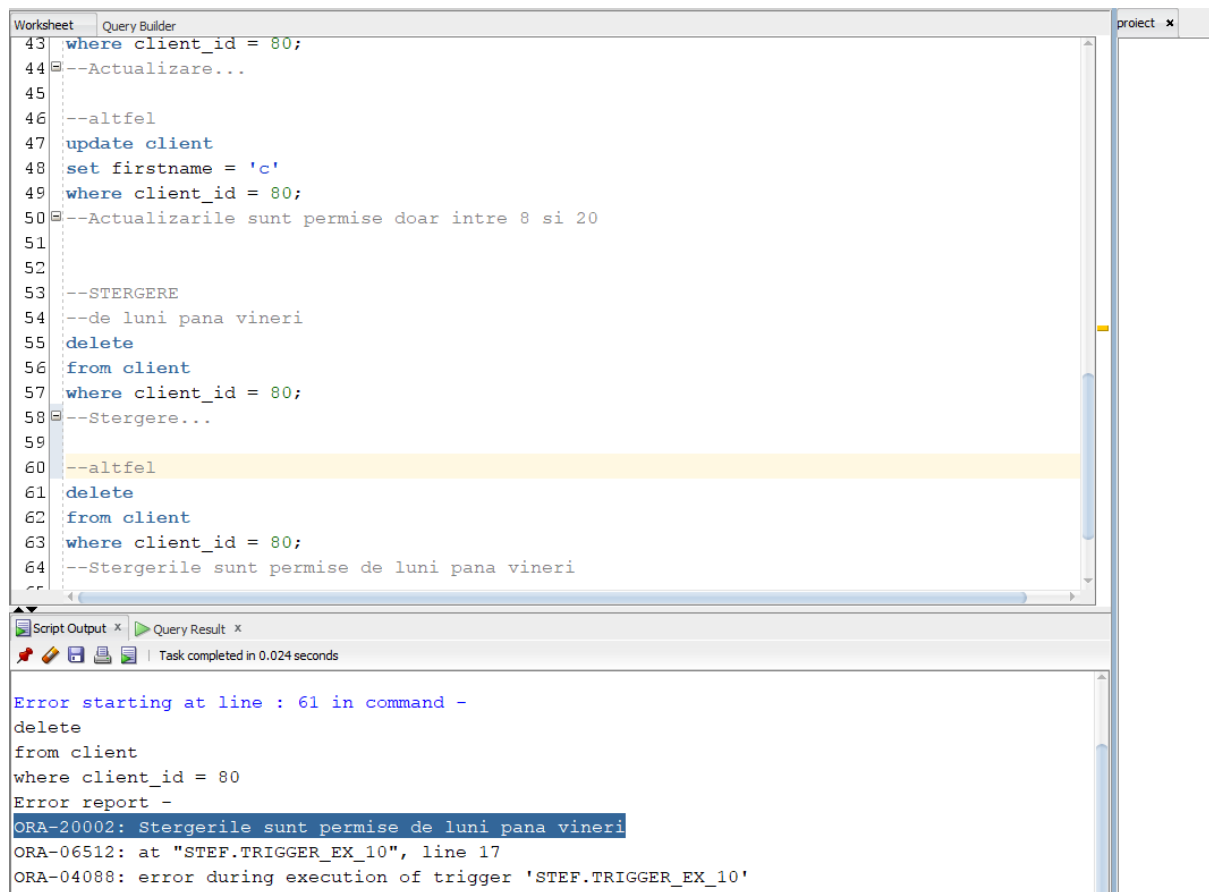 Worksheet Query Builder
proiect x
43 where client_id = 80;
44 --Actualizare...
45
46 --altfel
47 update client
48 set firstname = 'c'
49 where client_id = 80;
50 --Actualizarile sunt permise doar intre 8 si 20
51
52
53 --STERGERE
54 --de luni pana vineri
55 delete
56 from client
57 where client_id = 80;
58 --Stergere...
59
60 --altfel
61 delete
62 from client
63 where client_id = 80;
64 --Stergerile sunt permise de luni pana vineri
65
Script Output x Query Result x
Task completed in 0.024 seconds
Error starting at line : 61 in command -
delete
from client
where client_id = 80
Error report -
ORA-20002: Stergerile sunt permise de luni pana vineri
ORA-06512: at "STEF.TRIGGER_EX_10", line 17
ORA-04088: error during execution of trigger 'STEF.TRIGGER_EX_10'